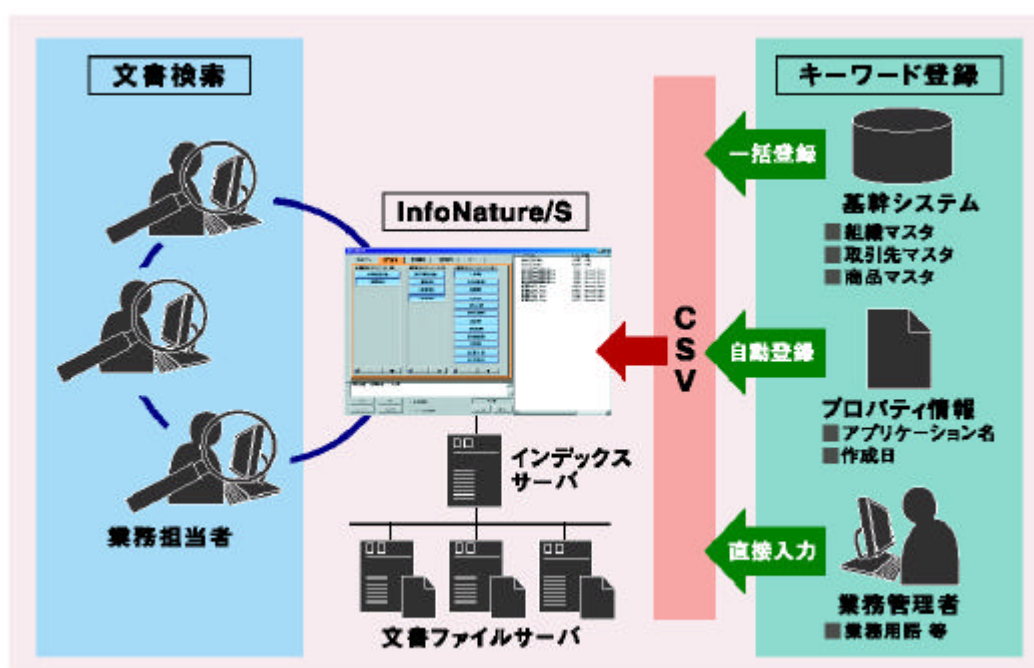 文書検索
業務担当者
InfoNature/S
インデックス
サーバ
文書ファイルサーバ
CSV
キーワード登録
一括登録
基幹システム
■組織マスタ
■取引先マスタ
■商品マスタ
自動登録
プロパティ情報
■アプリケーション名
■作成日
直接入力
業務管理者
■業務用語 等